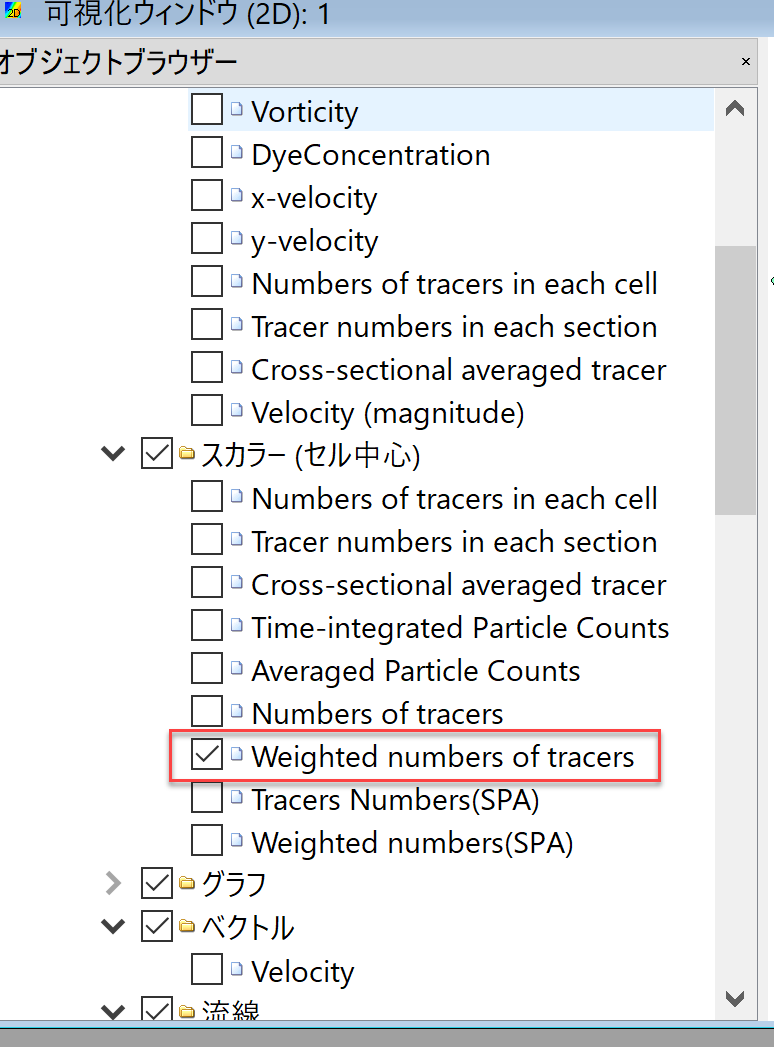 2D 可視化ウィンドウ (2D): 1
オブジェクトブラウザー
Vorticity
DyeConcentration
x-velocity
y-velocity
Numbers of tracers in each cell
Tracer numbers in each section
Cross-sectional averaged tracer
Velocity (magnitude)
スカラー (セル中心)
Numbers of tracers in each cell
Tracer numbers in each section
Cross-sectional averaged tracer
Time-integrated Particle Counts
Averaged Particle Counts
Numbers of tracers
Weighted numbers of tracers
Tracers Numbers(SPA)
Weighted numbers(SPA)
グラフ
ベクトル
Velocity
流線